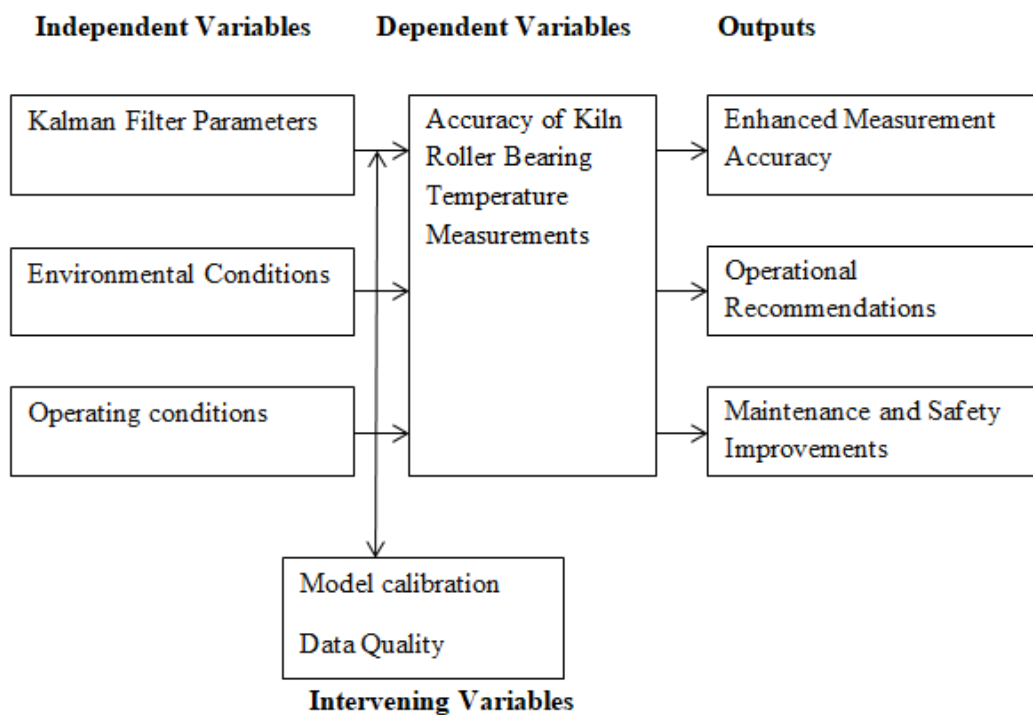 Independent Variables
Dependent Variables
Outputs
Kalman Filter Parameters
Accuracy of Kiln
Roller Bearing
Temperature
Measurements
Enhanced Measurement
Accuracy
Environmental Conditions
Operational
Recommendations
Operating conditions
Maintenance and Safety
Improvements
Model calibration
Data Quality
Intervening Variables